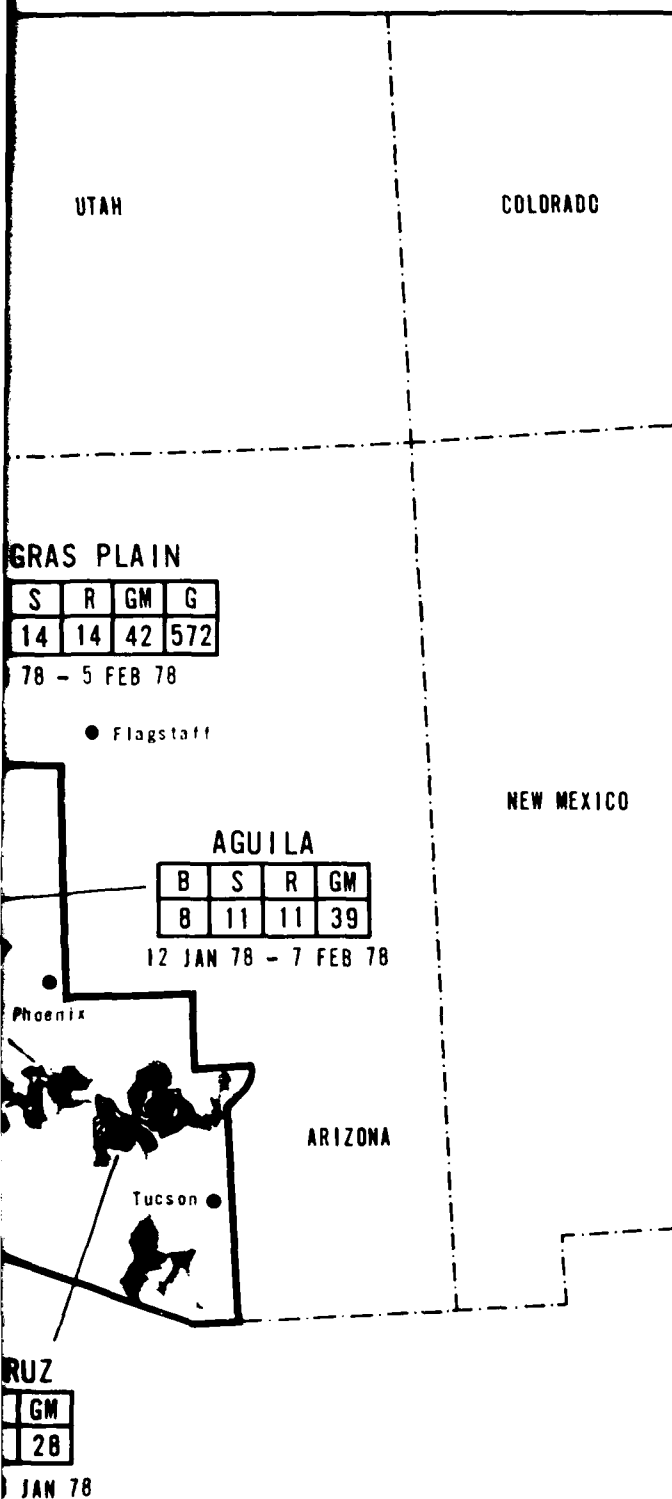 UTAH
COLORADO
GRAS PLAIN
S R GM G
14 14 42 572
78 - 5 FEB 78
Flagstaff
NEW MEXICO
AGUILA
B S R GM
8 11 11 39
12 JAN 78 - 7 FEB 78
Phoenix
ARIZONA
Tucson
RUZ
GM
28
JAN 78